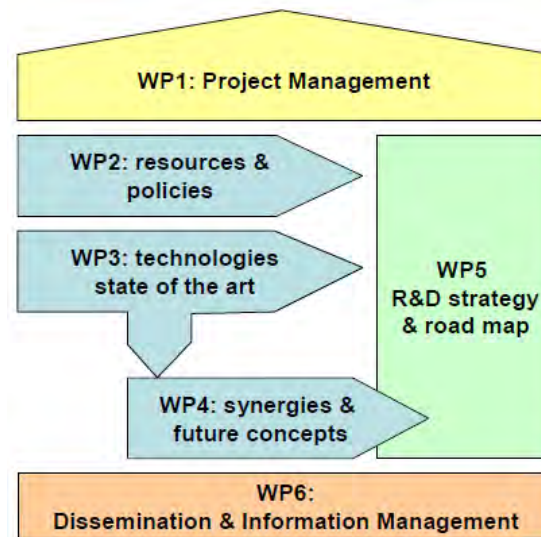 WP1: Project Management
WP2: resources &
policies
WP3: technologies
state of the art
WP5
R&D strategy
& road map
WP4: synergies &
future concepts
WP6:
Dissemination & Information Management